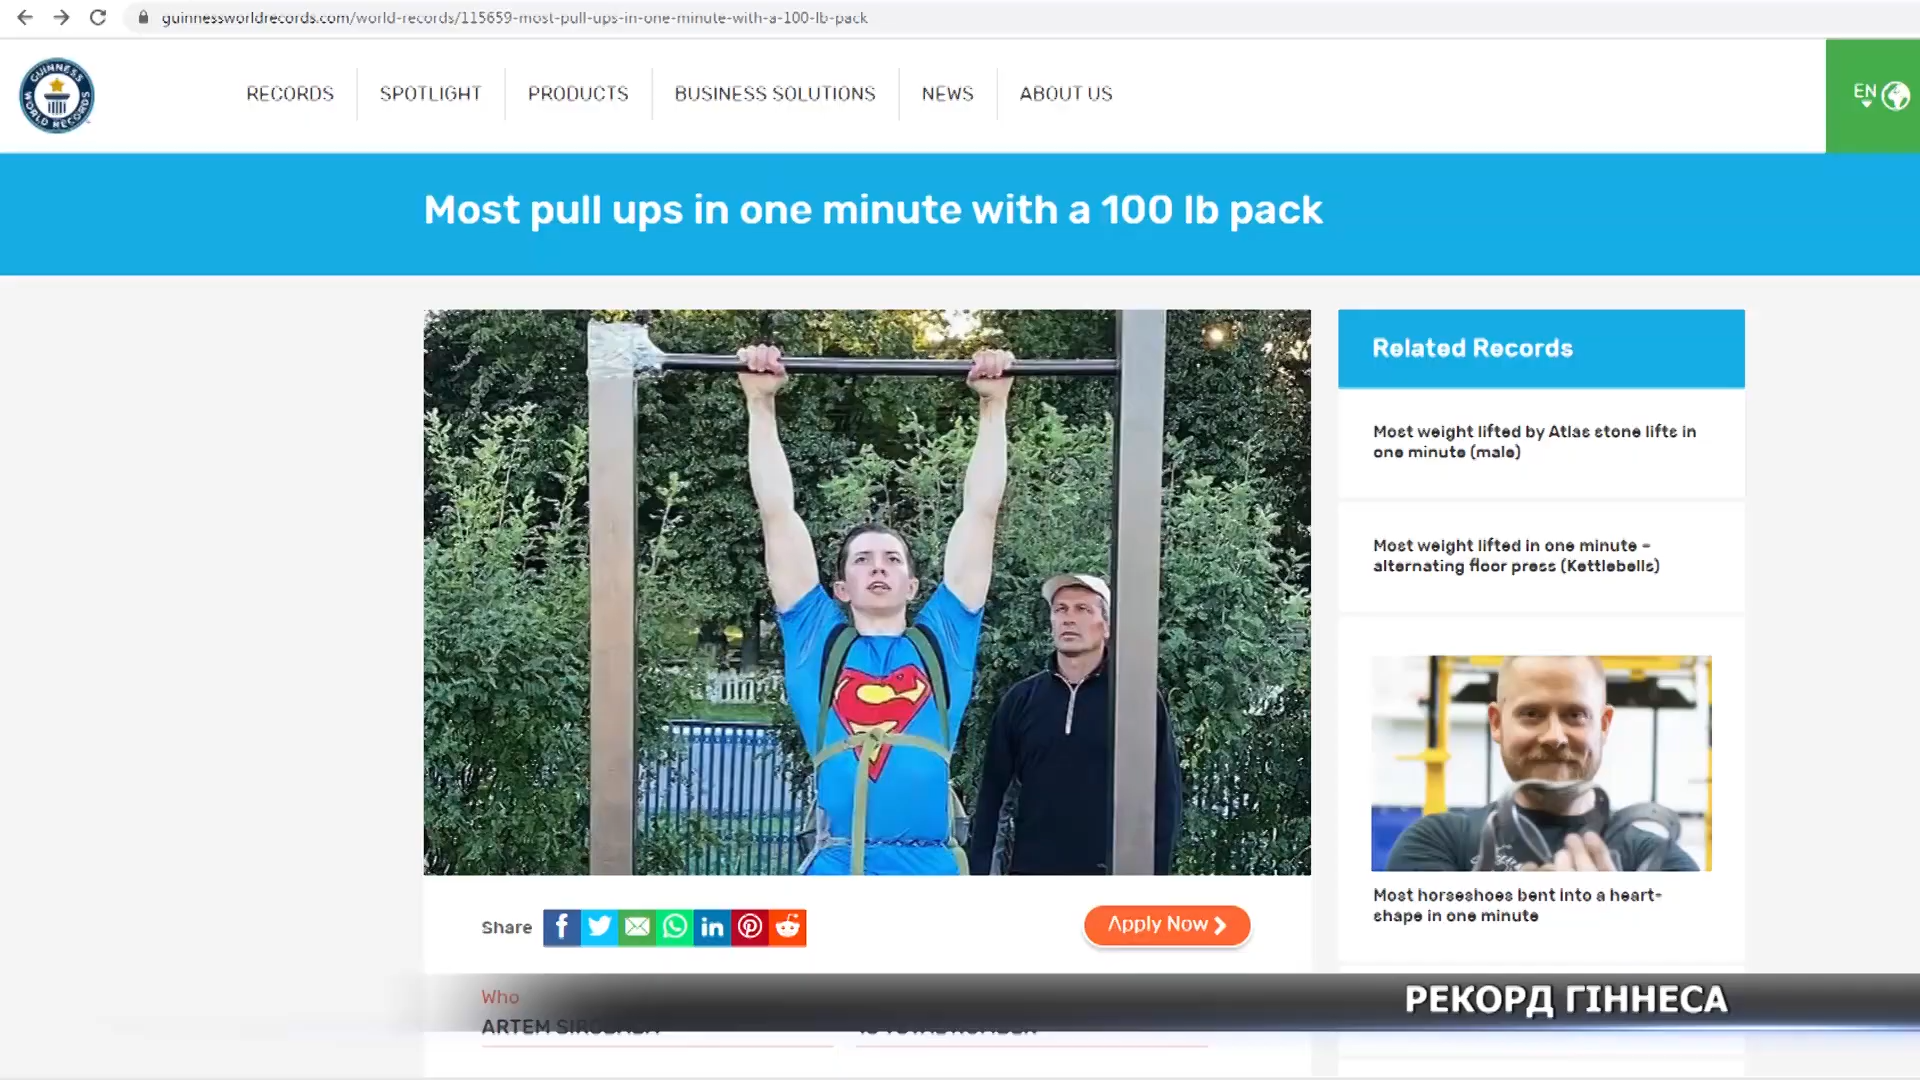 guinnessworldrecords.com/world-records/115659-most-pull-ups-in-one-minute-with-a-100-lb-pack
GUINNESS
WORLD RECORDS
RECORDS
SPOTLIGHT
PRODUCTS
BUSINESS SOLUTIONS
NEWS
ABOUT US
EN
Most pull ups in one minute with a 100 lb pack
Related Records
Most weight lifted by Atlas stone lifts in
one minute (male)
Most weight lifted in one minute –
alternating floor press (Kettlebells)
Most horseshoes bent into a heart-
shape in one minute
S
Share
Apply Now
Who
ARTEM
РЕКОРД ГІННЕСА